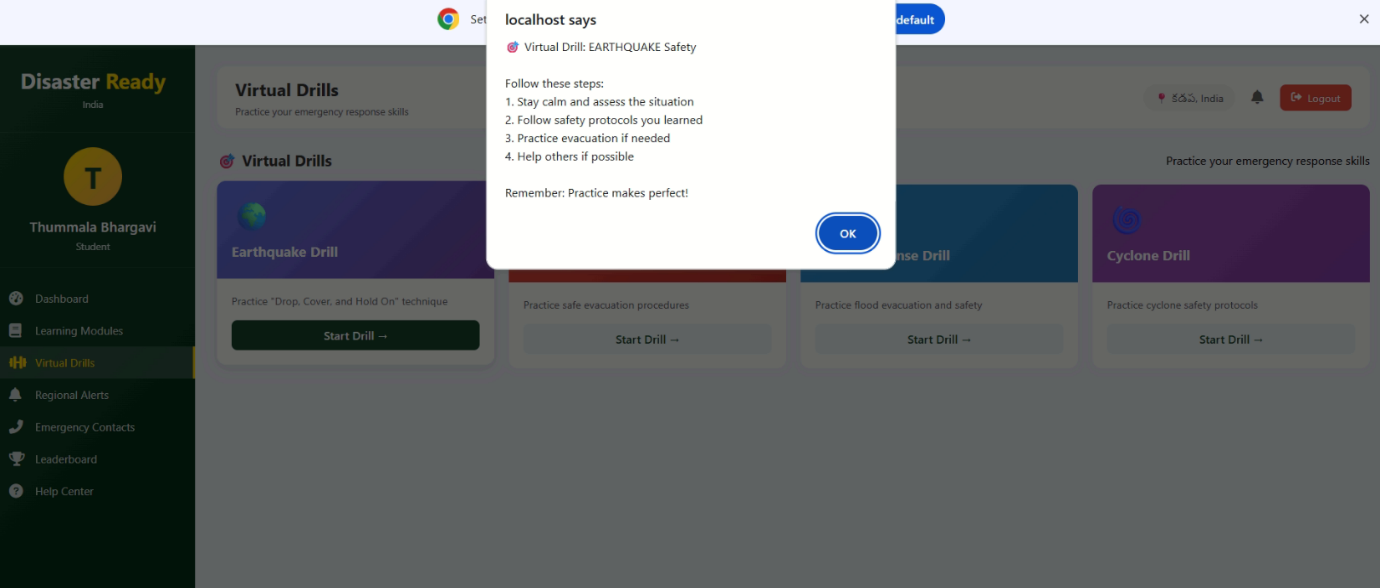 Set
default
localhost says
🎯 Virtual Drill: EARTHQUAKE Safety
Follow these steps:
1. Stay calm and assess the situation
2. Follow safety protocols you learned
3. Practice evacuation if needed
4. Help others if possible
Remember: Practice makes perfect!
OK
Disaster Ready
India
T
Thummala Bhargavi
Student
Dashboard
Learning Modules
Virtual Drills
Regional Alerts
Emergency Contacts
Leaderboard
Help Center
Virtual Drills
Practice your emergency response skills
కడప, India
Logout
🎯 Virtual Drills
Practice your emergency response skills
Earthquake Drill
Practice "Drop, Cover, and Hold On" technique
Start Drill →
Practice safe evacuation procedures
Start Drill →
nse Drill
Practice flood evacuation and safety
Start Drill →
Cyclone Drill
Practice cyclone safety protocols
Start Drill →